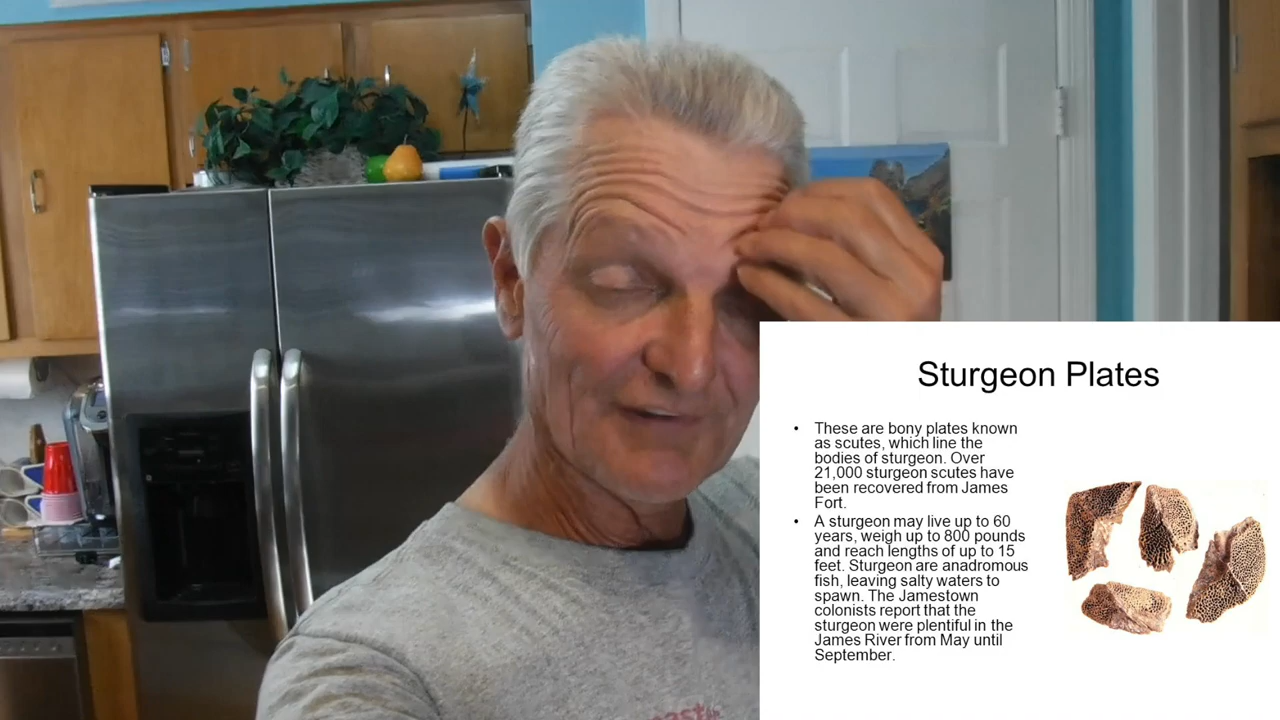 Sturgeon Plates
• These are bony plates known
as scutes, which line the
bodies of sturgeon. Over
21,000 sturgeon scutes have
been recovered from James
Fort.
• A sturgeon may live up to 60
years, weigh up to 800 pounds
and reach lengths of up to 15
feet. Sturgeon are anadromous
fish, leaving salty waters to
spawn. The Jamestown
colonists report that the
sturgeon were plentiful in the
James River from May until
September.